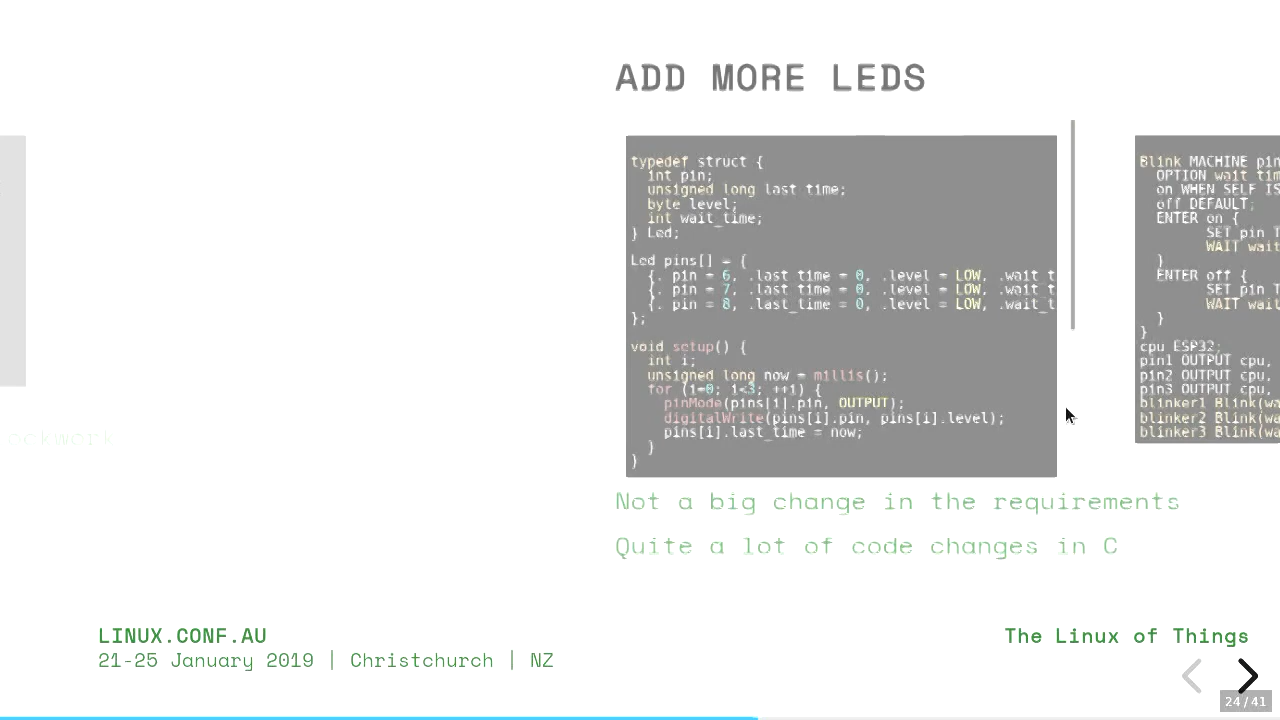 ADD MORE LEDS
typedef struct {
int pin;
unsigned long last_time;
byte level;
int wait_time;
} Led;
Led pins[] = {
{. pin = 6, .last_time = 0, .level = LOW, .wait_t
{. pin = 7, .last_time = 0, .level = LOW, .wait_t
{. pin = 8, .last_time = 0, .level = LOW, .wait_t
};
void setup() {
int i;
unsigned long now = millis();
for (i=0; i<3; ++i) {
pinMode(pins[i].pin, OUTPUT);
digitalWrite(pins[i].pin, pins[i].level);
pins[i].last_time = now;
}
}
Blink MACHINE pin
OPTION wait_tim
on WHEN SELF IS
off DEFAULT;
ENTER on {
SET pin T
WAIT wait
}
ENTER off {
SET pin T
WAIT wait
}
}
cpu ESP32;
pin1 OUTPUT cpu,
pin2 OUTPUT cpu,
pin3 OUTPUT cpu,
blinker1 Blink(wa
blinker2 Blink(wa
blinker3 Blink(wa
ockwork
Not a big change in the requirements
Quite a lot of code changes in C
LINUX.CONF.AU
21-25 January 2019 | Christchurch | NZ
The Linux of Things
24/41